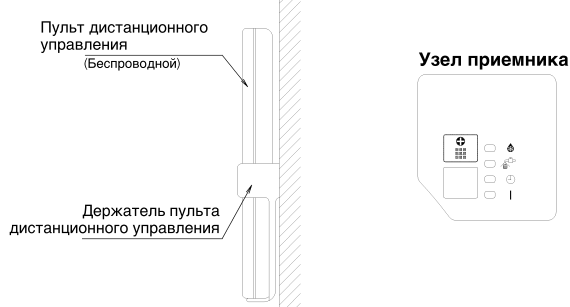 Пульт дистанционного
управления
(Беспроводной)
Держатель пульта
дистанционного управления
Узел приемника